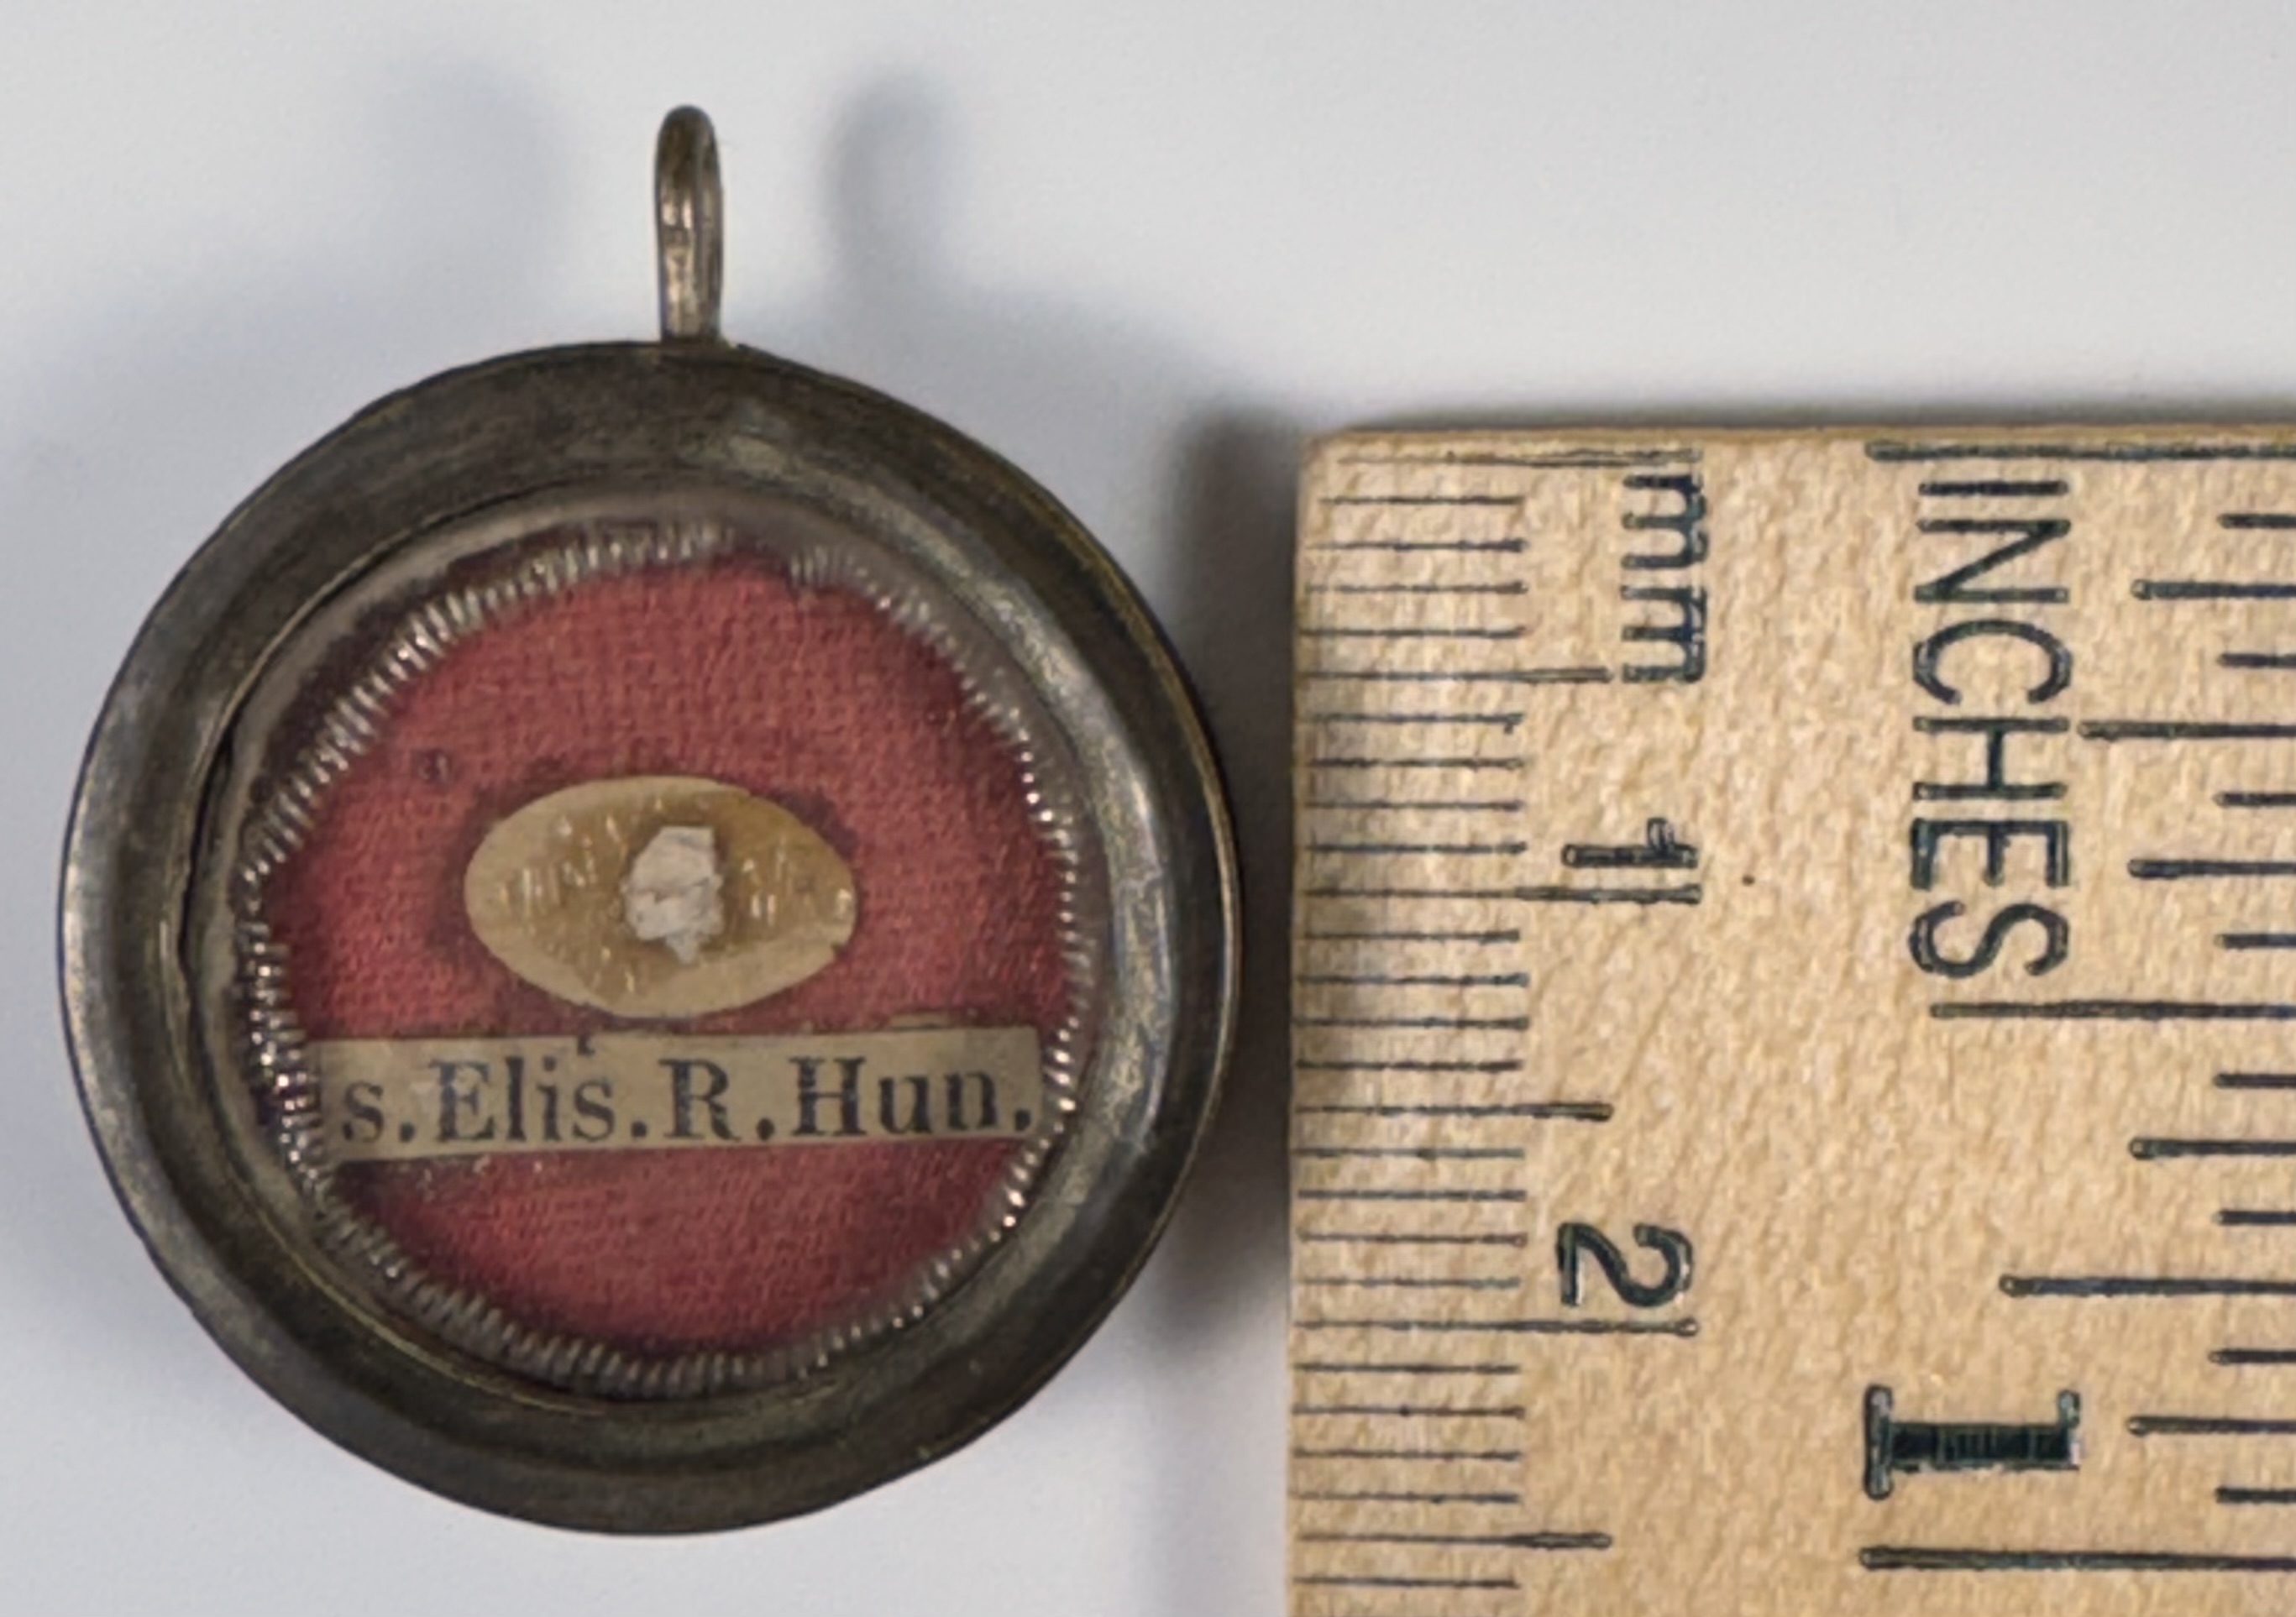 s.Elis.R.Hun.
mm
1
2
INCHES
1